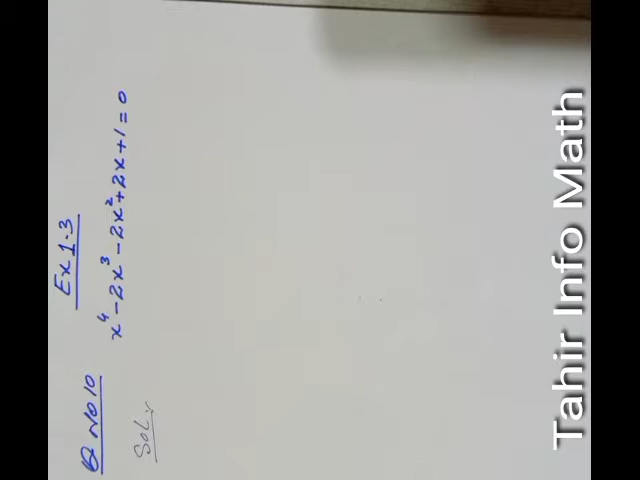 Ex 1.3
Q No 10
x⁴ - 2x³ - 2x² + 2x + 1 = 0
Sol:
Tahir Info Math